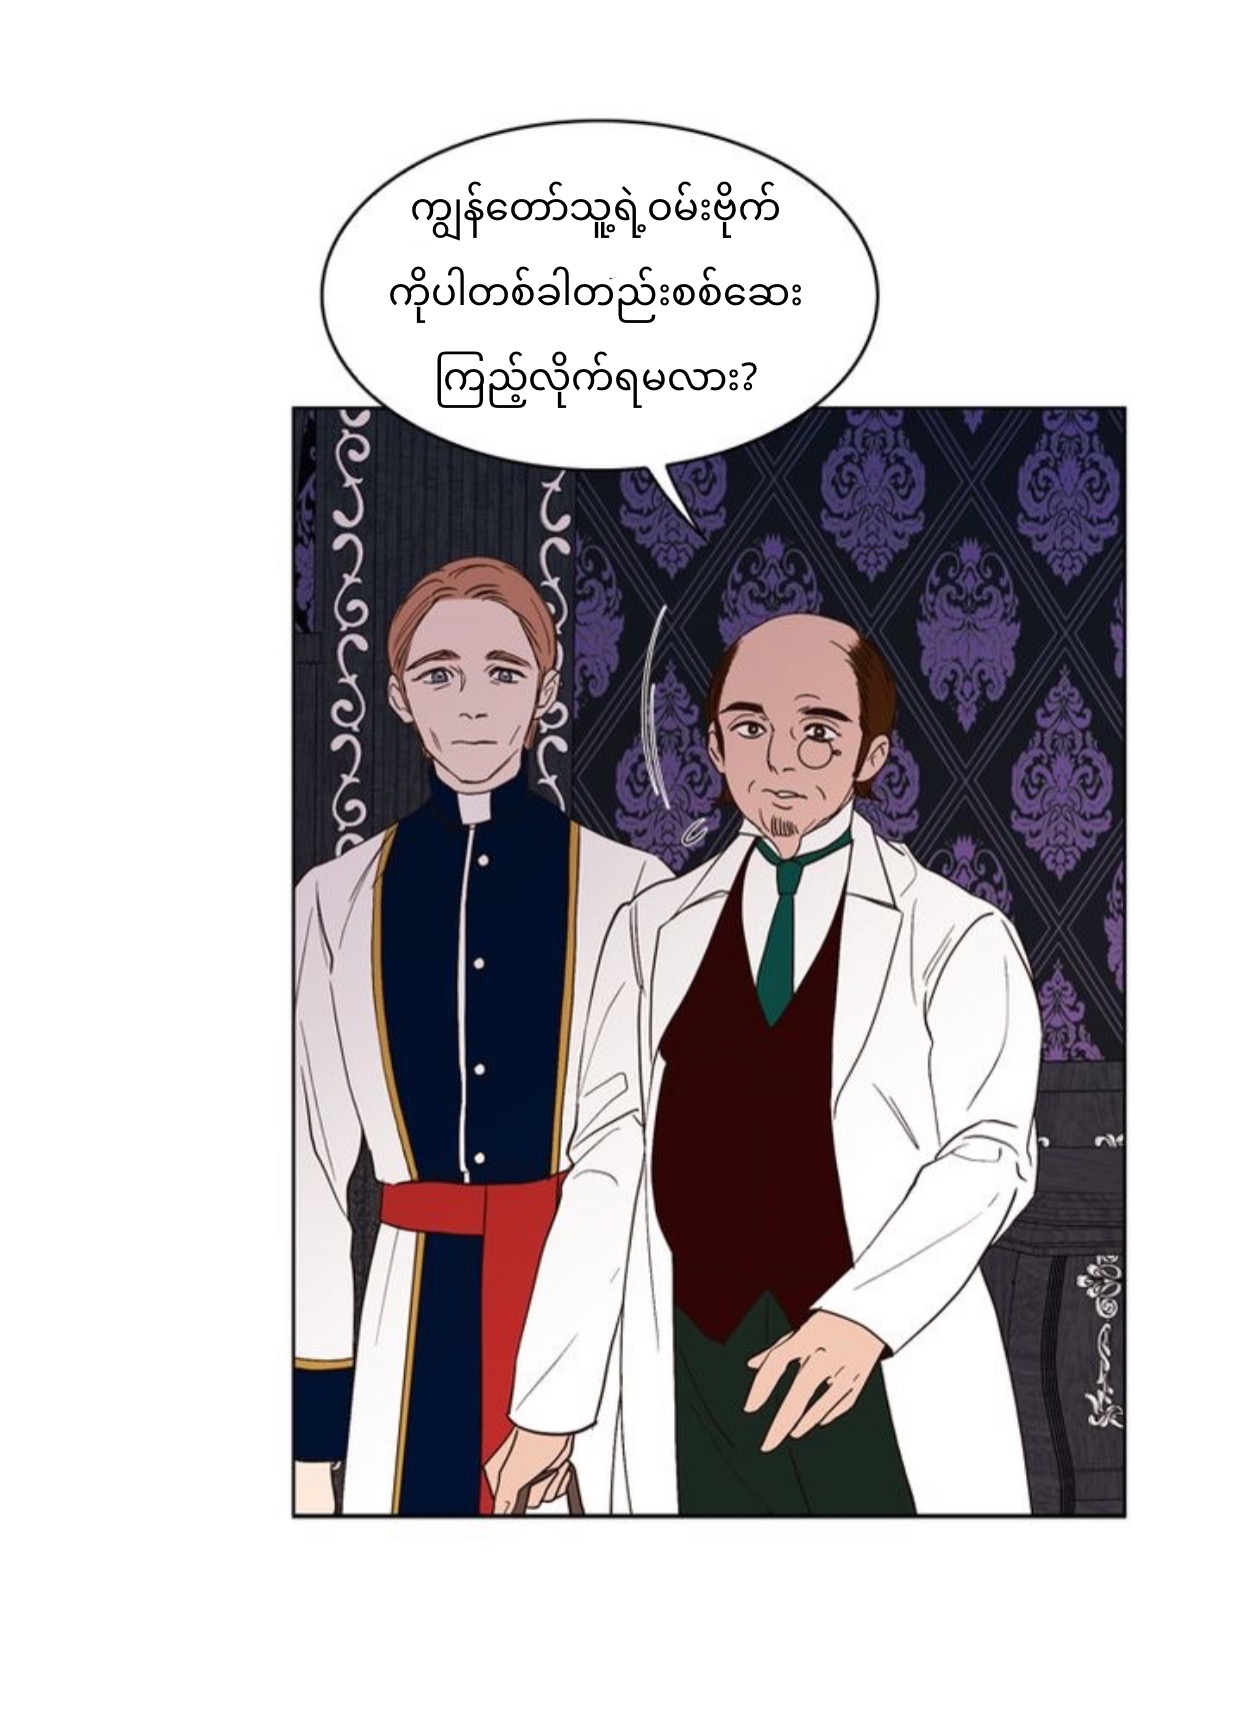 ကျွန်တော်သူ့ရဲ့ဝမ်းဗိုက်
ကိုပါတစ်ခါတည်းစစ်ဆေး
ကြည့်လိုက်ရမလား?